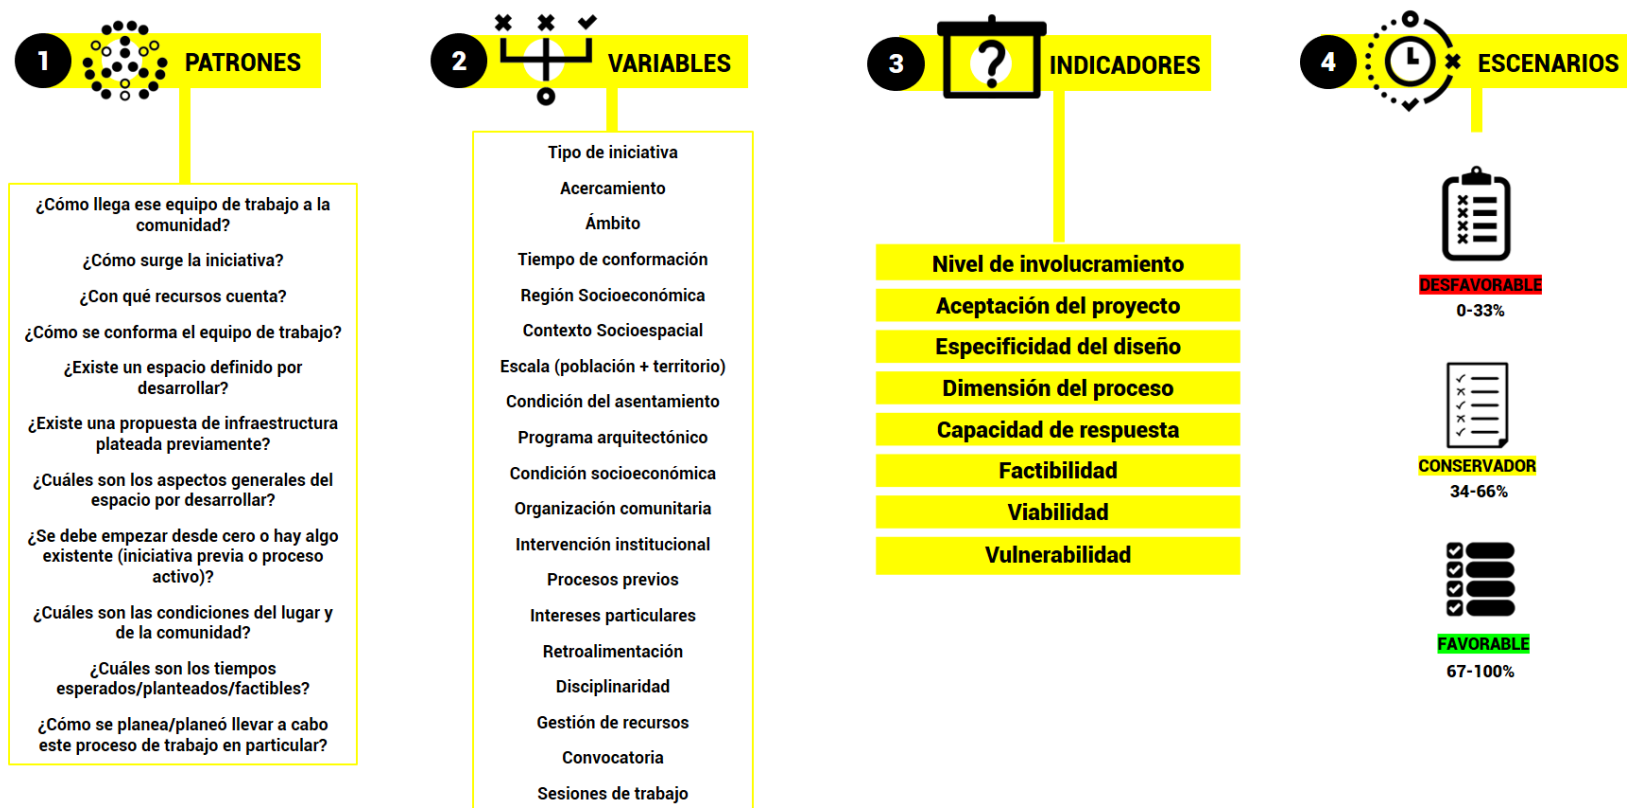 1
PATRONES
¿Cómo llega ese equipo de trabajo a la
comunidad?
¿Cómo surge la iniciativa?
¿Con qué recursos cuenta?
¿Cómo se conforma el equipo de trabajo?
¿Existe un espacio definido por
desarrollar?
¿Existe una propuesta de infraestructura
plateada previamente?
¿Cuáles son los aspectos generales del
espacio por desarrollar?
¿Se debe empezar desde cero o hay algo
existente (iniciativa previa o proceso
activo)?
¿Cuáles son las condiciones del lugar y
de la comunidad?
¿Cuáles son los tiempos
esperados/planteados/factibles?
¿Cómo se planea/planeó llevar a cabo
este proceso de trabajo en particular?
2
VARIABLES
Tipo de iniciativa
Acercamiento
Ámbito
Tiempo de conformación
Región Socioeconómica
Contexto Socioespacial
Escala (población + territorio)
Condición del asentamiento
Programa arquitectónico
Condición socioeconómica
Organización comunitaria
Intervención institucional
Procesos previos
Intereses particulares
Retroalimentación
Disciplinaridad
Gestión de recursos
Convocatoria
Sesiones de trabajo
3
?
INDICADORES
Nivel de involucramiento
Aceptación del proyecto
Especificidad del diseño
Dimensión del proceso
Capacidad de respuesta
Factibilidad
Viabilidad
Vulnerabilidad
4
ESCENARIOS
DESFAVORABLE
0-33%
CONSERVADOR
34-66%
FAVORABLE
67-100%